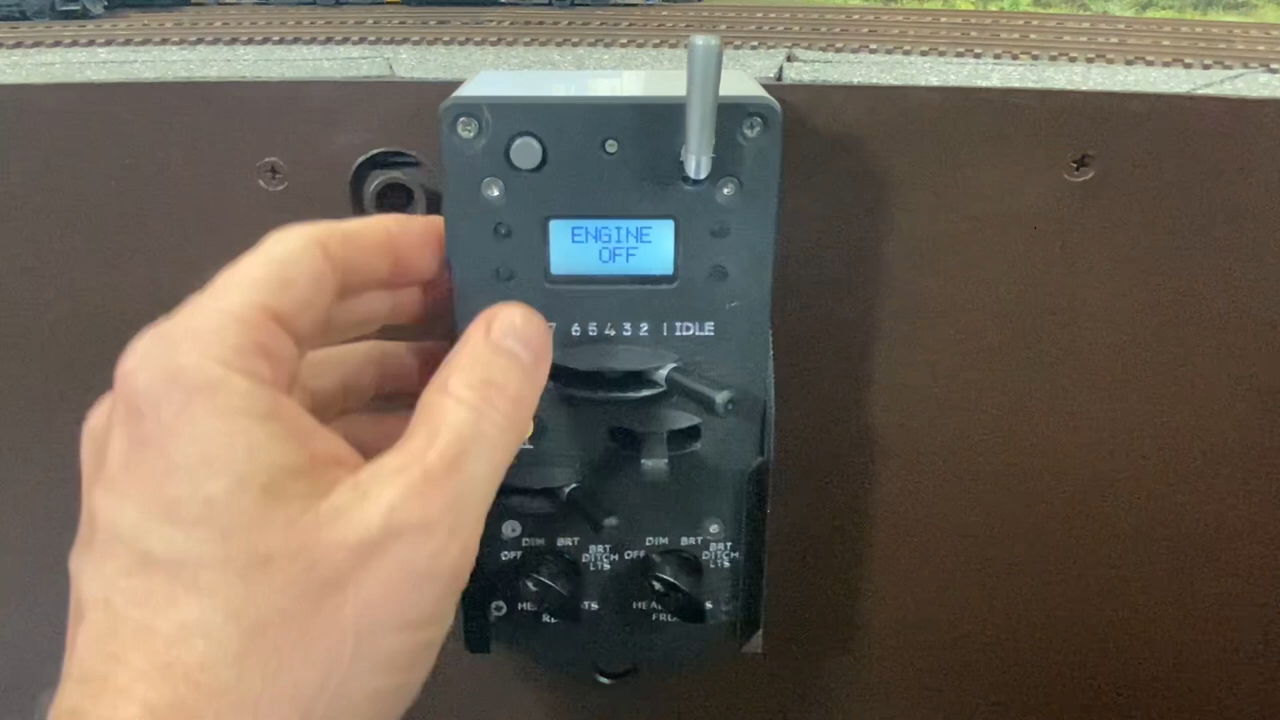 ENGINE
OFF
7 6 5 4 3 2 1 IDLE
DIM BRT
OFF BRT
DITCH
LTS
DIM BRT
OFF BRT
DITCH
LTS